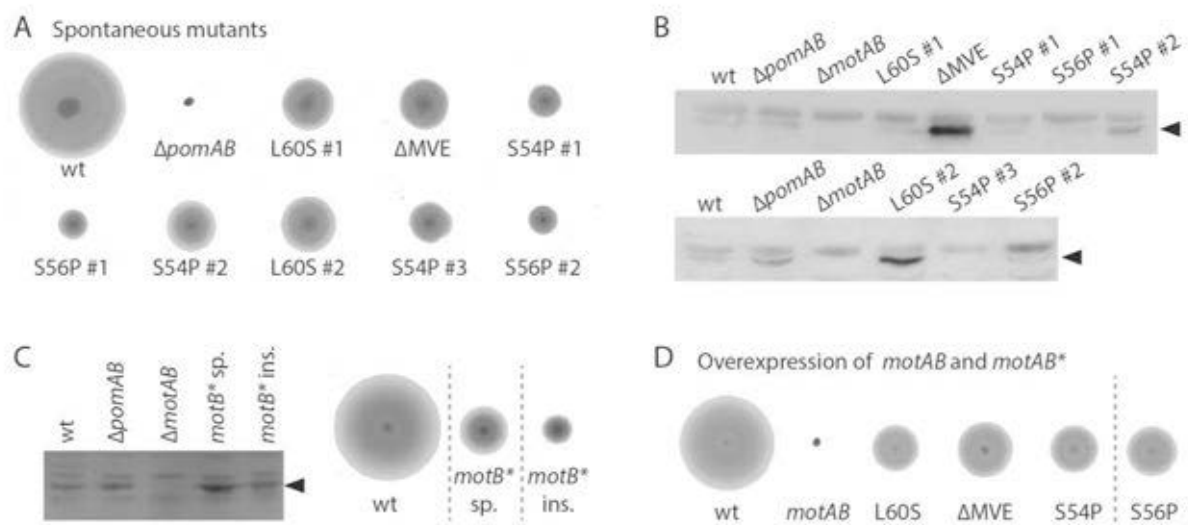 A Spontaneous mutants
wt
ΔpomAB
L60S #1
ΔMVE
S54P #1
S56P #1
S54P #2
L60S #2
S54P #3
S56P #2
B
wt
ΔpomAB
ΔmotAB
L60S #1
ΔMVE
S54P #1
S56P #1
S54P #2
wt
ΔpomAB
ΔmotAB
L60S #2
S54P #3
S56P #2
C
wt
ΔpomAB
ΔmotAB
motB* sp.
motB* ins.
wt
motB*
sp.
motB*
ins.
D Overexpression of motAB and motAB*
wt
motAB
L60S
ΔMVE
S54P
S56P